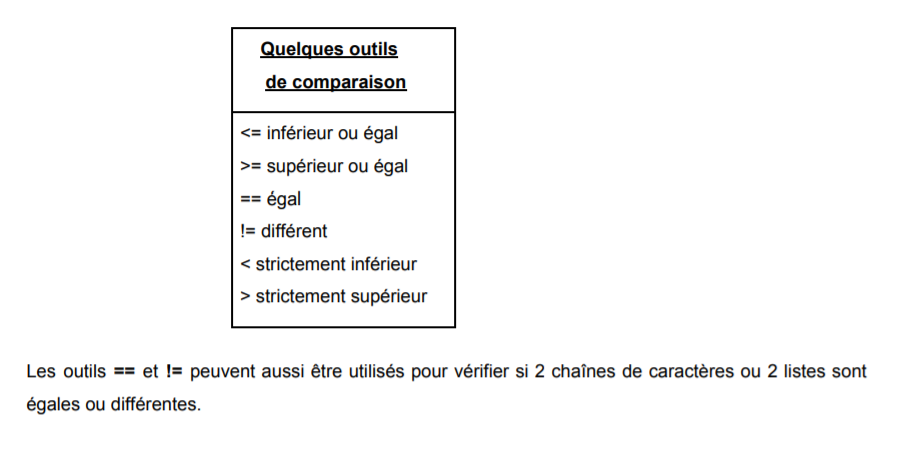 Quelques outils
de comparaison
<= inférieur ou égal
>= supérieur ou égal
== égal
!= différent
< strictement inférieur
> strictement supérieur
Les outils == et != peuvent aussi être utilisés pour vérifier si 2 chaînes de caractères ou 2 listes sont
égales ou différentes.